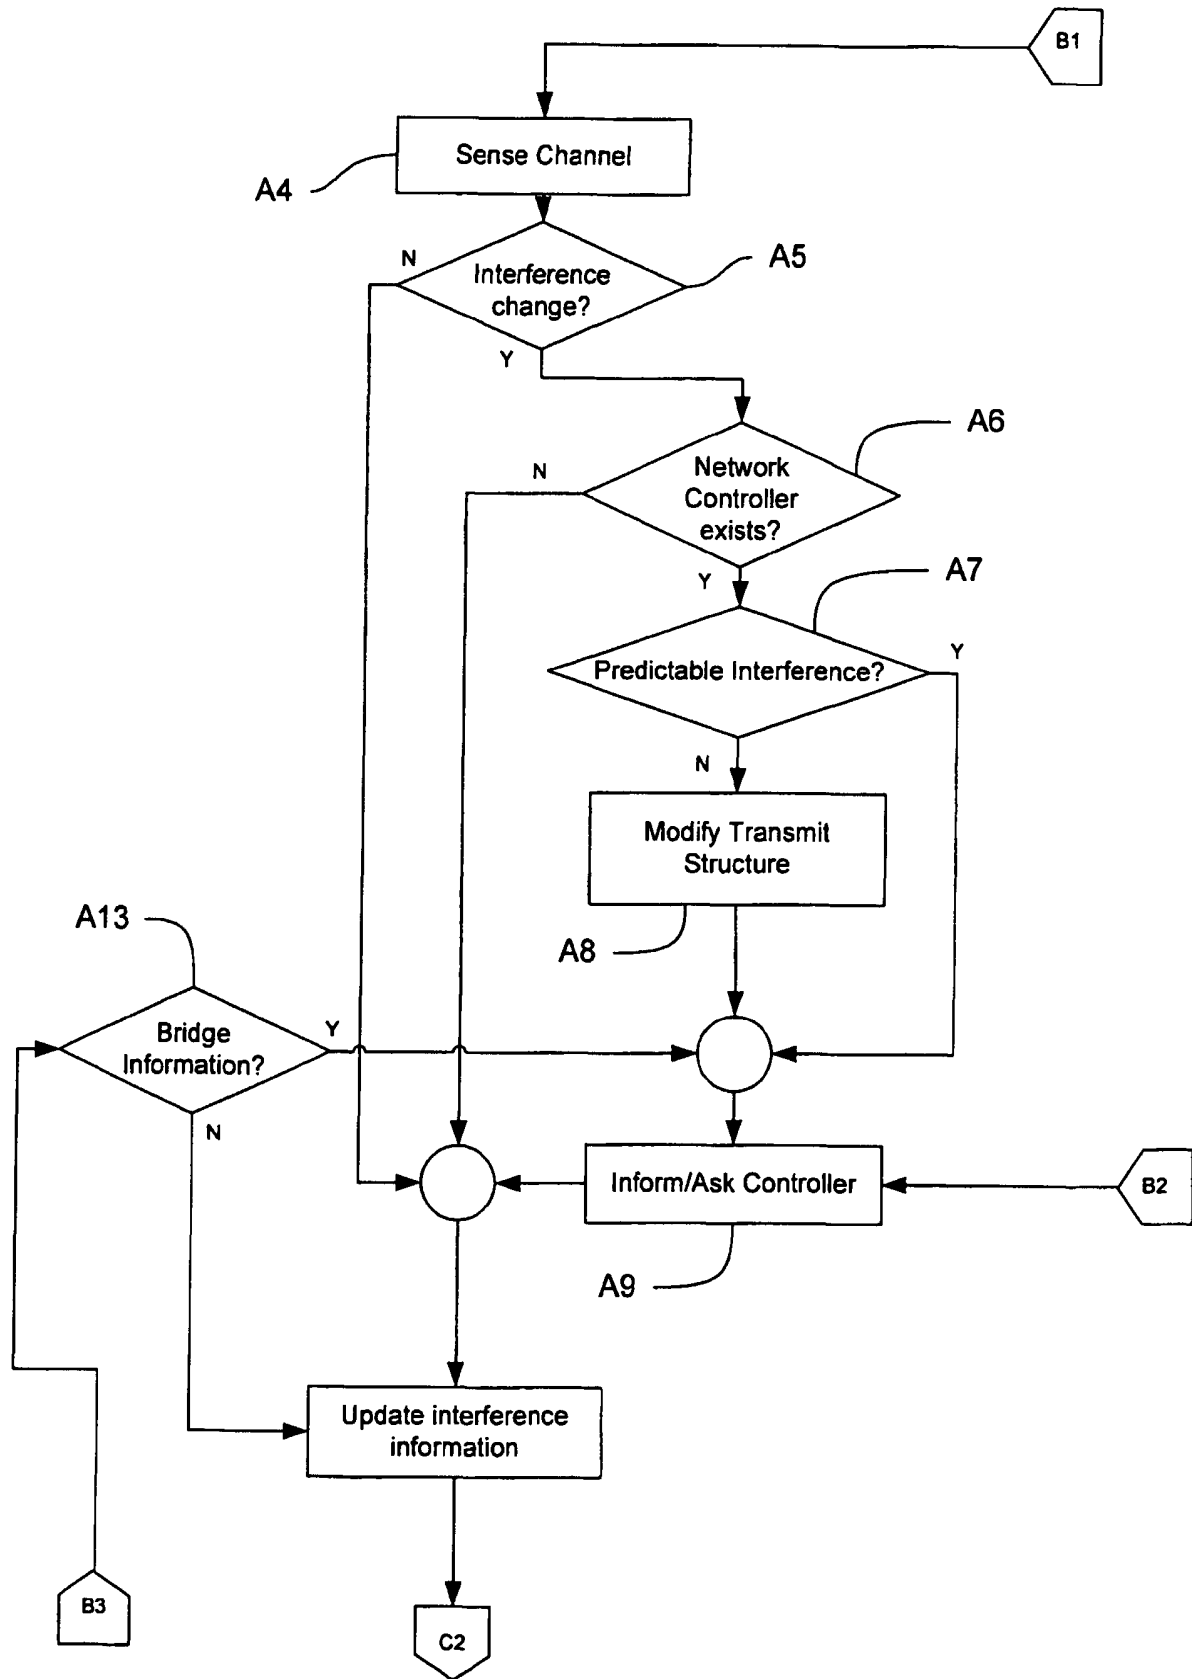 B1
Sense Channel
A4
N
Interference
change?
A5
Y
A6
N
Network
Controller
exists?
Y
A7
Predictable Interference?
Y
N
Modify Transmit
Structure
A13
A8
Bridge
Information?
Y
N
Inform/Ask Controller
B2
A9
Update interference
information
B3
C2